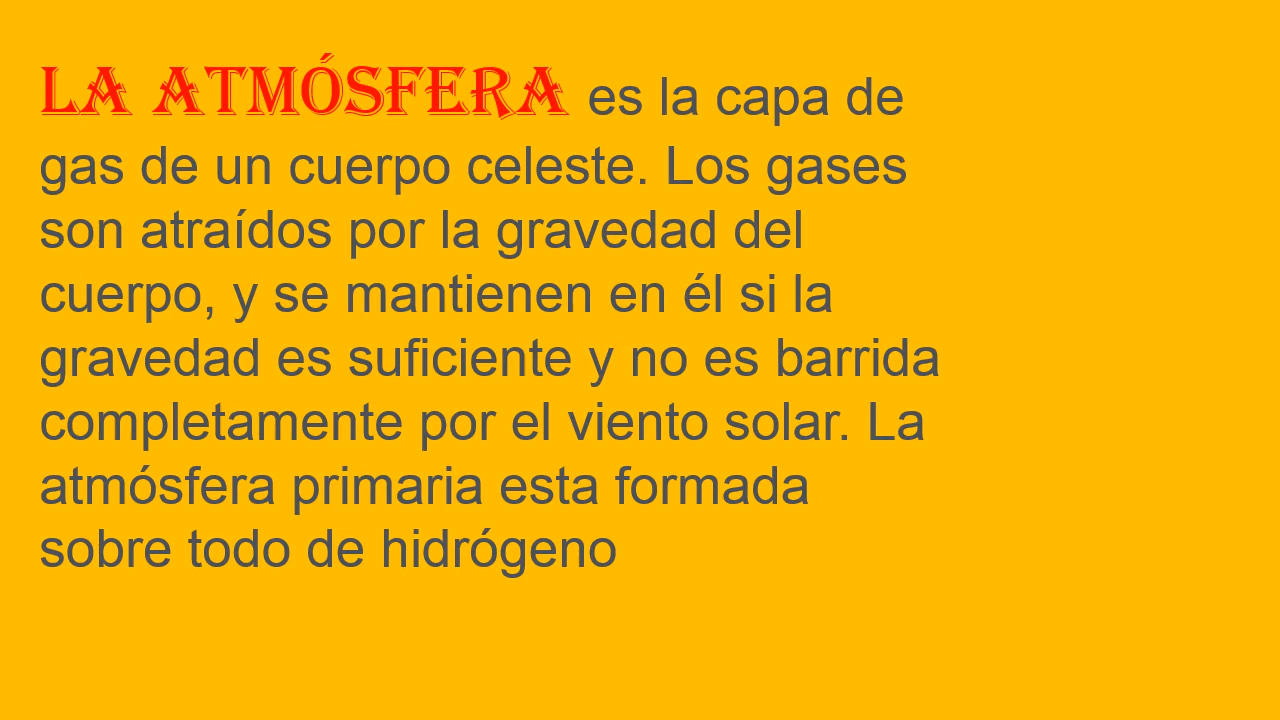 LA ATMÓSFERA es la capa de
gas de un cuerpo celeste. Los gases
son atraídos por la gravedad del
cuerpo, y se mantienen en él si la
gravedad es suficiente y no es barrida
completamente por el viento solar. La
atmósfera primaria esta formada
sobre todo de hidrógeno